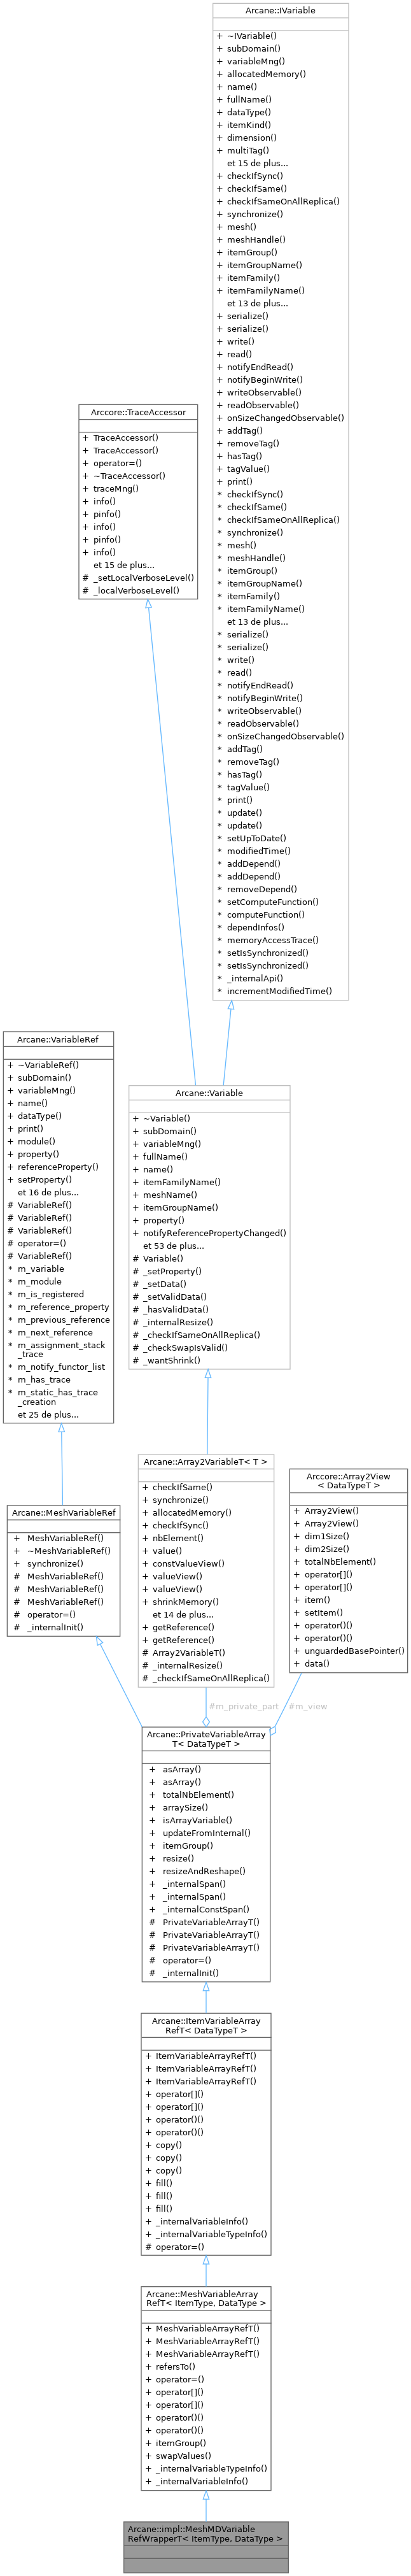 Arcane::IVariable
+ ~IVariable()
+ subDomain()
+ variableMng()
+ allocatedMemory()
+ name()
+ fullName()
+ dataType()
+ itemKind()
+ dimension()
+ multiTag()
et 15 de plus...
+ checkIfSync()
+ checkIfSame()
+ checkIfSameOnAllReplica()
+ synchronize()
+ mesh()
+ meshHandle()
+ itemGroup()
+ itemGroupName()
+ itemFamily()
+ itemFamilyName()
et 13 de plus...
+ serialize()
+ serialize()
+ write()
+ read()
+ notifyEndRead()
+ notifyBeginWrite()
+ writeObservable()
+ readObservable()
+ onSizeChangedObservable()
+ addTag()
+ removeTag()
+ hasTag()
+ tagValue()
+ print()
* checkIfSync()
* checkIfSame()
* checkIfSameOnAllReplica()
* synchronize()
* mesh()
* meshHandle()
* itemGroup()
* itemGroupName()
* itemFamily()
* itemFamilyName()
et 13 de plus...
* serialize()
* serialize()
* write()
* read()
* notifyEndRead()
* notifyBeginWrite()
* writeObservable()
* readObservable()
* onSizeChangedObservable()
* addTag()
* removeTag()
* hasTag()
* tagValue()
* print()
* update()
* update()
* setUpToDate()
* modifiedTime()
* addDepend()
* addDepend()
* removeDepend()
* setComputeFunction()
* computeFunction()
* dependInfos()
* memoryAccessTrace()
* setIsSynchronized()
* setIsSynchronized()
* _internalApi()
* incrementModifiedTime()
Arccore::TraceAccessor
+ TraceAccessor()
+ TraceAccessor()
+ operator=()
+ ~TraceAccessor()
+ traceMng()
+ info()
+ pinfo()
+ info()
+ pinfo()
+ info()
et 15 de plus...
# _setLocalVerboseLevel()
# _localVerboseLevel()
Arcane::VariableRef
+ ~VariableRef()
+ subDomain()
+ variableMng()
+ name()
+ dataType()
+ print()
+ module()
+ property()
+ referenceProperty()
+ setProperty()
et 16 de plus...
# VariableRef()
# VariableRef()
# VariableRef()
# operator=()
# VariableRef()
* m_variable
* m_module
* m_is_registered
* m_reference_property
* m_previous_reference
* m_next_reference
* m_assignment_stack
_trace
* m_notify_functor_list
* m_has_trace
* m_static_has_trace
_creation
et 25 de plus...
Arcane::Variable
+ ~Variable()
+ subDomain()
+ variableMng()
+ fullName()
+ name()
+ itemFamilyName()
+ meshName()
+ itemGroupName()
+ property()
+ notifyReferencePropertyChanged()
et 53 de plus...
# Variable()
# _setProperty()
# _setData()
# _setValidData()
# _hasValidData()
# _internalResize()
# _checkIfSameOnAllReplica()
# _checkSwapIsValid()
# _wantShrink()
Arcane::MeshVariableRef
+ MeshVariableRef()
+ ~MeshVariableRef()
+ synchronize()
# MeshVariableRef()
# MeshVariableRef()
# MeshVariableRef()
# operator=()
# _internalInit()
Arcane::Array2VariableT< T >
+ checkIfSame()
+ synchronize()
+ allocatedMemory()
+ checkIfSync()
+ nbElement()
+ value()
+ constValueView()
+ valueView()
+ valueView()
+ shrinkMemory()
et 14 de plus...
+ getReference()
+ getReference()
# Array2VariableT()
# _internalResize()
# _checkIfSameOnAllReplica()
Arccore::Array2View
< DataTypeT >
+ Array2View()
+ Array2View()
+ dim1Size()
+ dim2Size()
+ totalNbElement()
+ operator[]()
+ operator[]()
+ item()
+ setItem()
+ operator()()
+ operator()()
+ unguardedBasePointer()
+ data()
#m_private_part
#m_view
Arcane::PrivateVariableArray
T< DataTypeT >
+ asArray()
+ asArray()
+ totalNbElement()
+ arraySize()
+ isArrayVariable()
+ updateFromInternal()
+ itemGroup()
+ resize()
+ resizeAndReshape()
+ _internalSpan()
+ _internalSpan()
+ _internalConstSpan()
# PrivateVariableArrayT()
# PrivateVariableArrayT()
# PrivateVariableArrayT()
# operator=()
# _internalInit()
Arcane::ItemVariableArray
RefT< DataTypeT >
+ ItemVariableArrayRefT()
+ ItemVariableArrayRefT()
+ ItemVariableArrayRefT()
+ operator[]()
+ operator[]()
+ operator()()
+ operator()()
+ copy()
+ copy()
+ copy()
+ fill()
+ fill()
+ fill()
+ _internalVariableInfo()
+ _internalVariableTypeInfo()
# operator=()
Arcane::MeshVariableArray
RefT< ItemType, DataType >
+ MeshVariableArrayRefT()
+ MeshVariableArrayRefT()
+ MeshVariableArrayRefT()
+ refersTo()
+ operator=()
+ operator[]()
+ operator[]()
+ operator()()
+ operator()()
+ itemGroup()
+ swapValues()
+ _internalVariableTypeInfo()
+ _internalVariableInfo()
Arcane::impl::MeshMDVariable
RefWrapperT< ItemType, DataType >